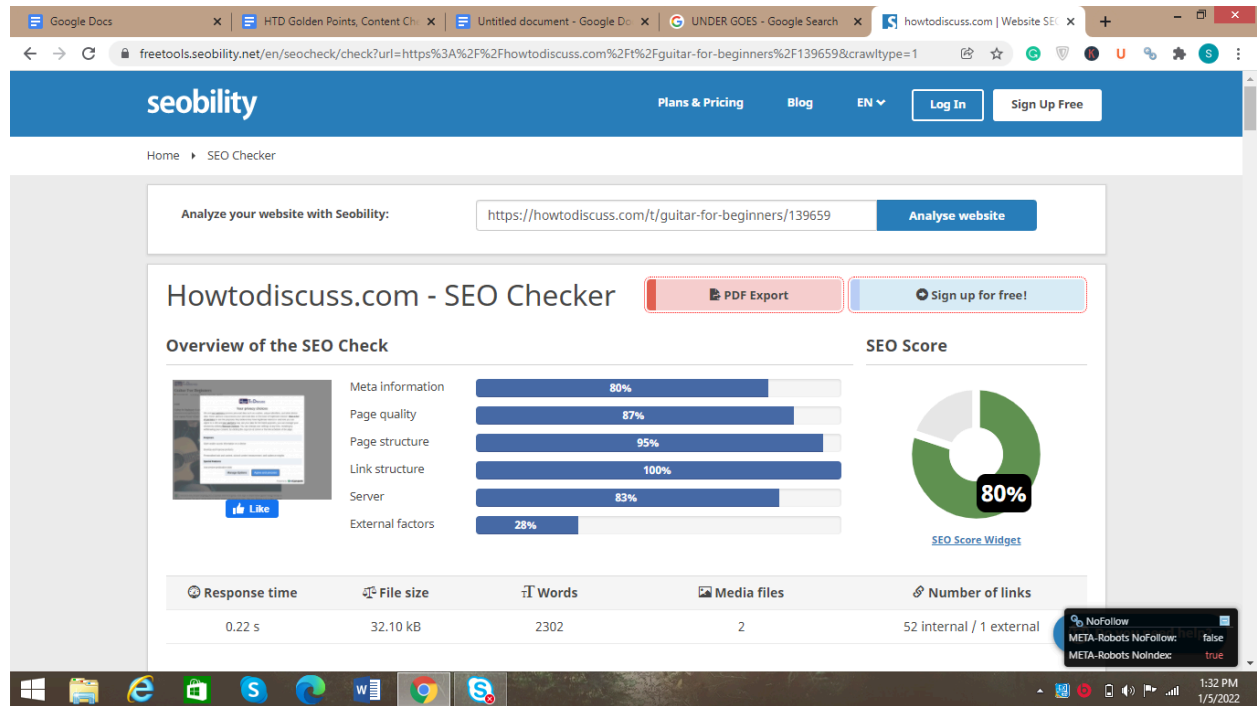 Google Docs
HTD Golden Points, Content Ch
Untitled document - Google Do
UNDER GOES - Google Search
howtodiscuss.com | Website SE
freetools.seobility.net/en/seocheck/check?url=https%3A%2F%2Fhowtodiscuss.com%2Ft%2Fguitar-for-beginners%2F139659&crawltype=1
seobility
Plans & Pricing Blog EN Log In Sign Up Free
Home SEO Checker
Analyze your website with Seobility: https://howtodiscuss.com/t/guitar-for-beginners/139659 Analyse website
Howtodiscuss.com - SEO Checker PDF Export Sign up for free!
Overview of the SEO Check SEO Score
Meta information 80%
Page quality 87%
Page structure 95%
Link structure 100%
Server 83%
External factors 28%
Like
80%
SEO Score Widget
Response time File size Words Media files Number of links
0.22 s 32.10 kB 2302 2 52 internal / 1 external
NoFollow
META-Robots NoFollow: false
META-Robots NoIndex: true
1:32 PM
1/5/2022